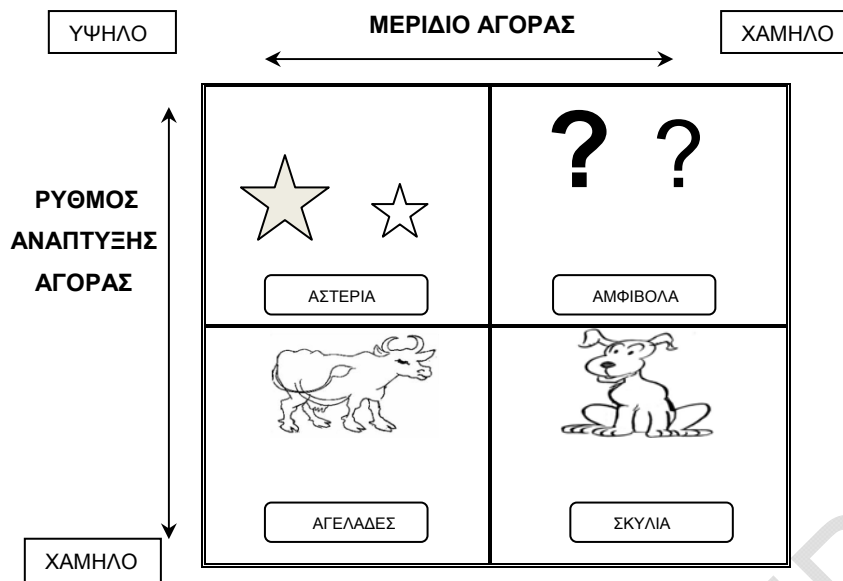 ΜΕΡΙΔΙΟ ΑΓΟΡΑΣ
ΥΨΗΛΟ
ΧΑΜΗΛΟ
? ?
ΡΥΘΜΟΣ
ΑΝΑΠΤΥΞΗΣ
ΑΓΟΡΑΣ
ΑΣΤΕΡΙΑ
ΑΜΦΙΒΟΛΑ
ΑΓΕΛΑΔΕΣ
ΣΚΥΛΙΑ
ΧΑΜΗΛΟ